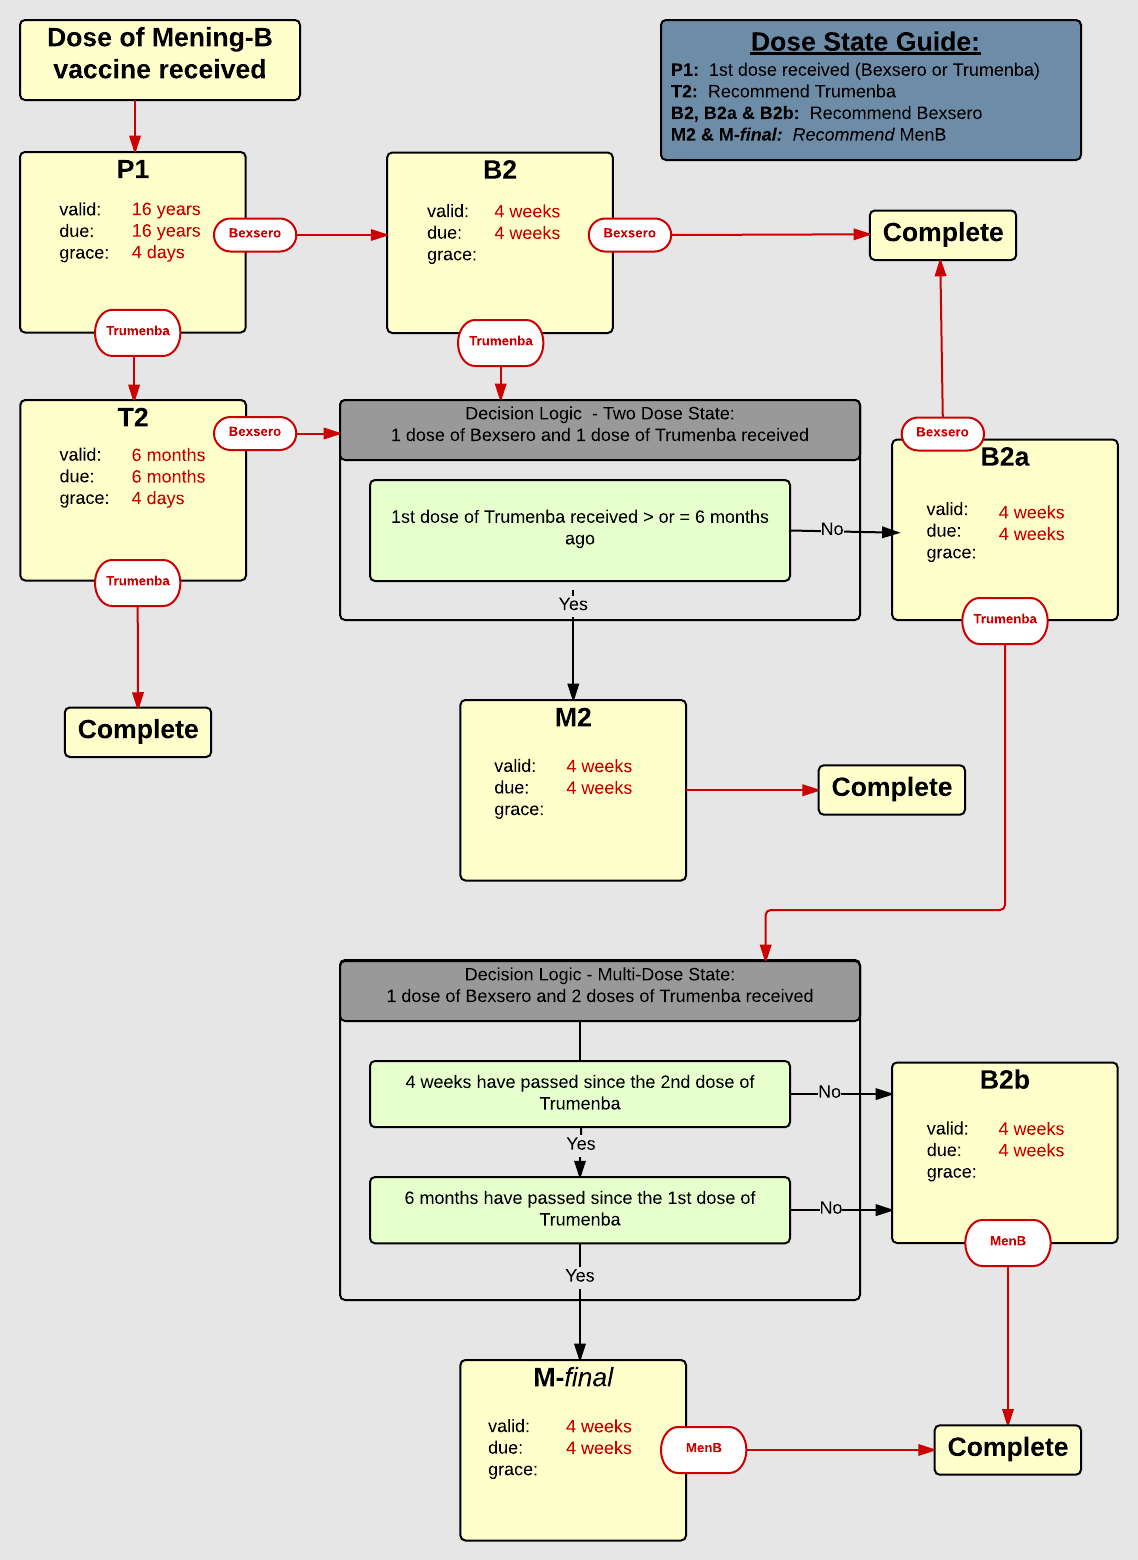 Dose of Mening-B
vaccine received
Dose State Guide:
P1: 1st dose received (Bexsero or Trumenba)
T2: Recommend Trumenba
B2, B2a & B2b: Recommend Bexsero
M2 & M-final: Recommend MenB
P1
valid: 16 years
due: 16 years
grace: 4 days
Bexsero
Trumenba
B2
valid: 4 weeks
due: 4 weeks
grace:
Bexsero
Trumenba
Complete
T2
valid: 6 months
due: 6 months
grace: 4 days
Bexsero
Trumenba
Complete
Decision Logic - Two Dose State:
1 dose of Bexsero and 1 dose of Trumenba received
1st dose of Trumenba received > or = 6 months
ago
No
Yes
Bexsero
B2a
valid: 4 weeks
due: 4 weeks
grace:
Trumenba
M2
valid: 4 weeks
due: 4 weeks
grace:
Complete
Decision Logic - Multi-Dose State:
1 dose of Bexsero and 2 doses of Trumenba received
4 weeks have passed since the 2nd dose of
Trumenba
No
Yes
6 months have passed since the 1st dose of
Trumenba
No
Yes
B2b
valid: 4 weeks
due: 4 weeks
grace:
MenB
M-final
valid: 4 weeks
due: 4 weeks
grace:
MenB
Complete